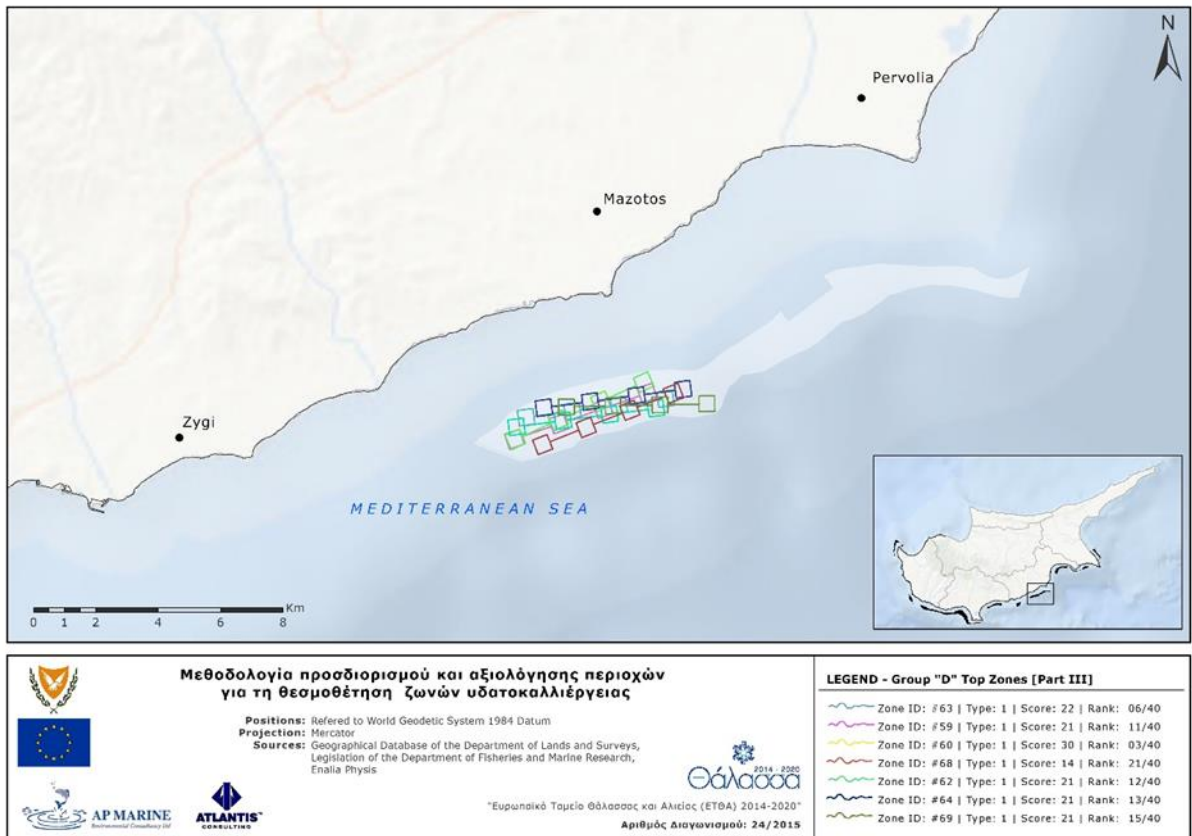 N
Pervolia
Mazotos
Zygi
MEDITERRANEAN SEA
Km
0 1 2 4 6 8
Μεθοδολογία προσδιορισμού και αξιολόγησης περιοχών
για τη θεσμοθέτηση ζωνών υδατοκαλλιέργειας
Positions: Refered to World Geodetic System 1984 Datum
Projection: Mercator
Sources: Geographical Database of the Department of Lands and Surveys,
Legislation of the Department of Fisheries and Marine Research,
Enalia Physis
AP MARINE
Environmental Consultancy Ltd
ATLANTIS
CONSULTING
2014 - 2020
Θάλασσα
"Ευρωπαϊκό Ταμείο Θάλασσας και Αλιείας (ΕΤΘΑ) 2014-2020"
Αριθμός Διαγωνισμού: 24/2015
LEGEND - Group "D" Top Zones [Part III]
Zone ID: #63 | Type: 1 | Score: 22 | Rank: 06/40
Zone ID: #59 | Type: 1 | Score: 21 | Rank: 11/40
Zone ID: #60 | Type: 1 | Score: 30 | Rank: 03/40
Zone ID: #68 | Type: 1 | Score: 14 | Rank: 21/40
Zone ID: #62 | Type: 1 | Score: 21 | Rank: 12/40
Zone ID: #64 | Type: 1 | Score: 21 | Rank: 13/40
Zone ID: #69 | Type: 1 | Score: 21 | Rank: 15/40